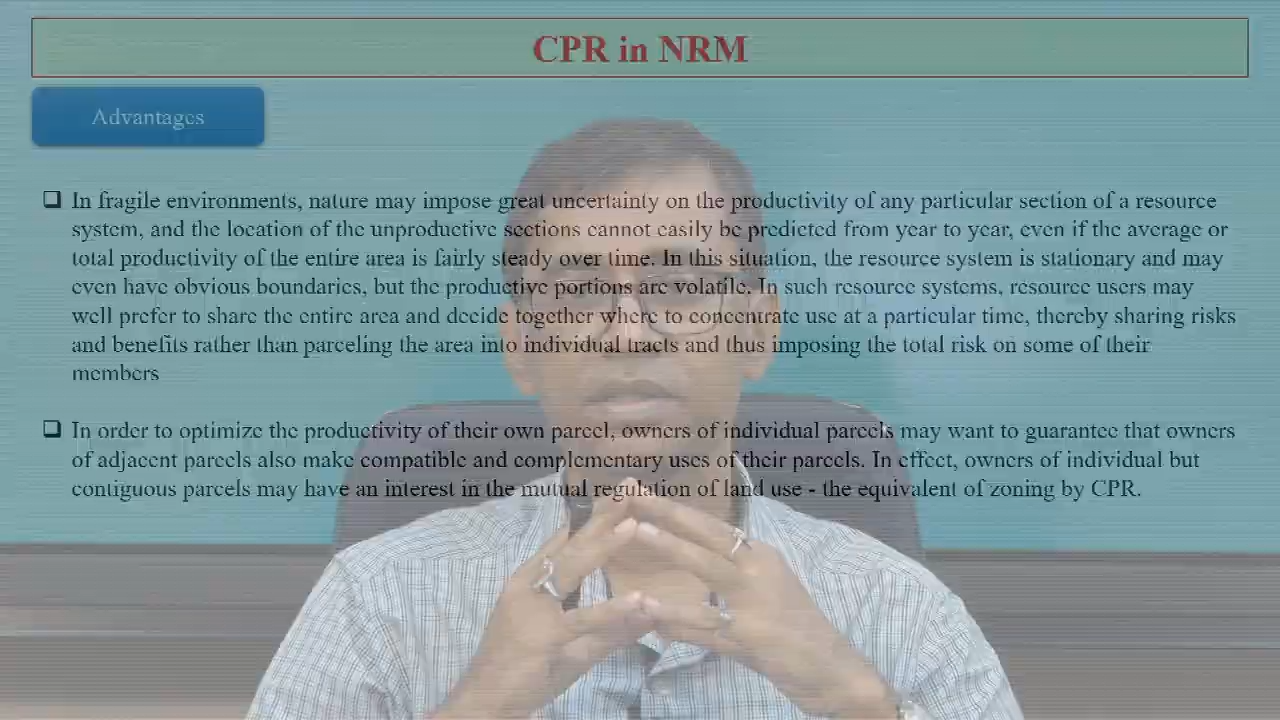 CPR in NRM
Advantages
❑ In fragile environments, nature may impose great uncertainty on the productivity of any particular section of a resource
system, and the location of the unproductive sections cannot easily be predicted from year to year, even if the average or
total productivity of the entire area is fairly steady over time. In this situation, the resource system is stationary and may
even have obvious boundaries, but the productive portions are volatile. In such resource systems, resource users may
well prefer to share the entire area and decide together where to concentrate use at a particular time, thereby sharing risks
and benefits rather than parceling the area into individual tracts and thus imposing the total risk on some of their
members
❑ In order to optimize the productivity of their own parcel, owners of individual parcels may want to guarantee that owners
of adjacent parcels also make compatible and complementary uses of their parcels. In effect, owners of individual but
contiguous parcels may have an interest in the mutual regulation of land use - the equivalent of zoning by CPR.